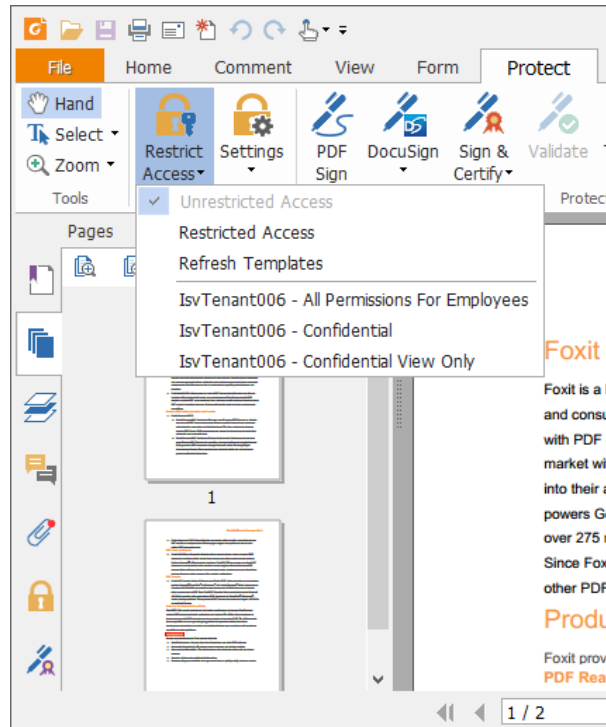 File Home Comment View Form Protect
Hand
Select
Zoom
Tools
Restrict Access
Settings
PDF Sign
DocuSign
Sign & Certify
Validate
Protect
Unrestricted Access
Restricted Access
Refresh Templates
IsvTenant006 - All Permissions For Employees
IsvTenant006 - Confidential
IsvTenant006 - Confidential View Only
Pages
1
Foxit
Foxit is a
and consu
with PDF
market wi
into their a
powers G
over 275
Since Fox
other PDF
Produ
Foxit prov
PDF Rea
1 / 2